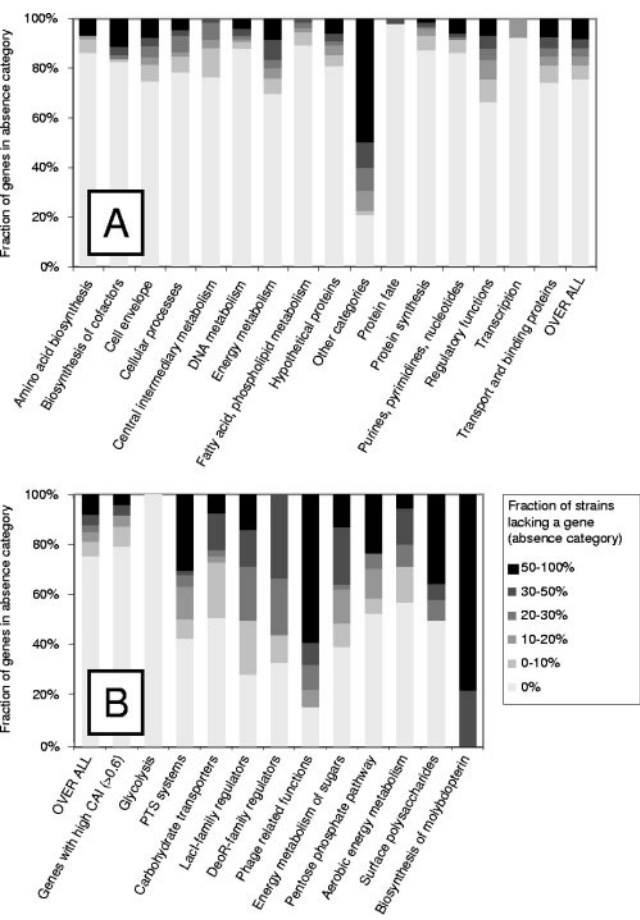 Fraction of genes in absence category
100%
80%
60%
40%
20%
0%
A
Amino acid biosynthesis
Biosynthesis of cofactors
Cell envelope
Cellular processes
Central intermediary metabolism
DNA metabolism
Energy metabolism
Fatty acid, phospholipid metabolism
Hypothetical proteins
Other categories
Protein fate
Protein synthesis
Purines, pyrimidines, nucleotides
Regulatory functions
Transcription
Transport and binding proteins
OVER ALL
Fraction of genes in absence category
100%
80%
60%
40%
20%
0%
B
OVER ALL
Genes with high CAI (>0.6)
Glycolysis
PTS systems
Carbohydrate transporters
LacI-family regulators
DeoR-family regulators
Phage related functions
Energy metabolism of sugars
Pentose phosphate pathway
Aerobic energy metabolism
Surface polysaccharides
Biosynthesis of molybdopterin
Fraction of strains
lacking a gene
(absence category)
50-100%
30-50%
20-30%
10-20%
0-10%
0%